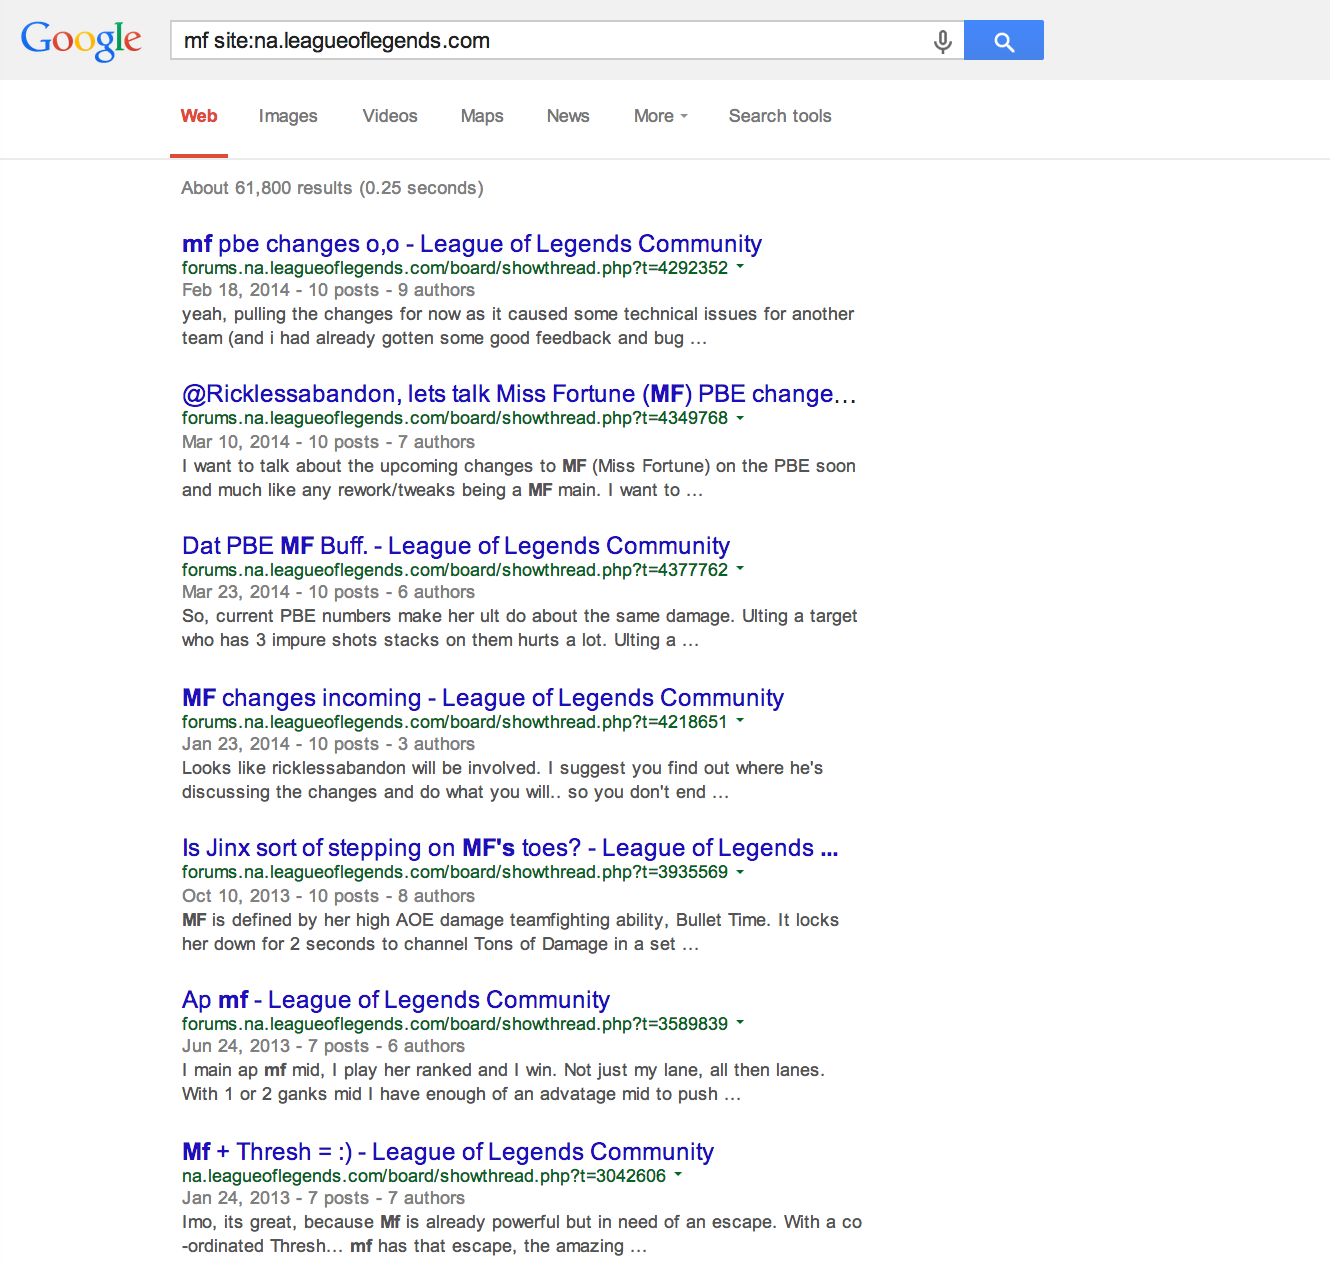 Google
mf site:na.leagueoflegends.com
Web Images Videos Maps News More Search tools
About 61,800 results (0.25 seconds)
mf pbe changes o,o - League of Legends Community
forums.na.leagueoflegends.com/board/showthread.php?t=4292352
Feb 18, 2014 - 10 posts - 9 authors
yeah, pulling the changes for now as it caused some technical issues for another
team (and i had already gotten some good feedback and bug ...
@Ricklessabandon, lets talk Miss Fortune (MF) PBE change...
forums.na.leagueoflegends.com/board/showthread.php?t=4349768
Mar 10, 2014 - 10 posts - 7 authors
I want to talk about the upcoming changes to MF (Miss Fortune) on the PBE soon
and much like any rework/tweaks being a MF main. I want to ...
Dat PBE MF Buff. - League of Legends Community
forums.na.leagueoflegends.com/board/showthread.php?t=4377762
Mar 23, 2014 - 10 posts - 6 authors
So, current PBE numbers make her ult do about the same damage. Ulting a target
who has 3 impure shots stacks on them hurts a lot. Ulting a ...
MF changes incoming - League of Legends Community
forums.na.leagueoflegends.com/board/showthread.php?t=4218651
Jan 23, 2014 - 10 posts - 3 authors
Looks like ricklessabandon will be involved. I suggest you find out where he's
discussing the changes and do what you will.. so you don't end ...
Is Jinx sort of stepping on MF's toes? - League of Legends ...
forums.na.leagueoflegends.com/board/showthread.php?t=3935569
Oct 10, 2013 - 10 posts - 8 authors
MF is defined by her high AOE damage teamfighting ability, Bullet Time. It locks
her down for 2 seconds to channel Tons of Damage in a set ...
Ap mf - League of Legends Community
forums.na.leagueoflegends.com/board/showthread.php?t=3589839
Jun 24, 2013 - 7 posts - 6 authors
I main ap mf mid, I play her ranked and I win. Not just my lane, all then lanes.
With 1 or 2 ganks mid I have enough of an advatage mid to push ...
Mf + Thresh = :) - League of Legends Community
na.leagueoflegends.com/board/showthread.php?t=3042606
Jan 24, 2013 - 7 posts - 7 authors
Imo, its great, because Mf is already powerful but in need of an escape. With a co
-ordinated Thresh... mf has that escape, the amazing ...